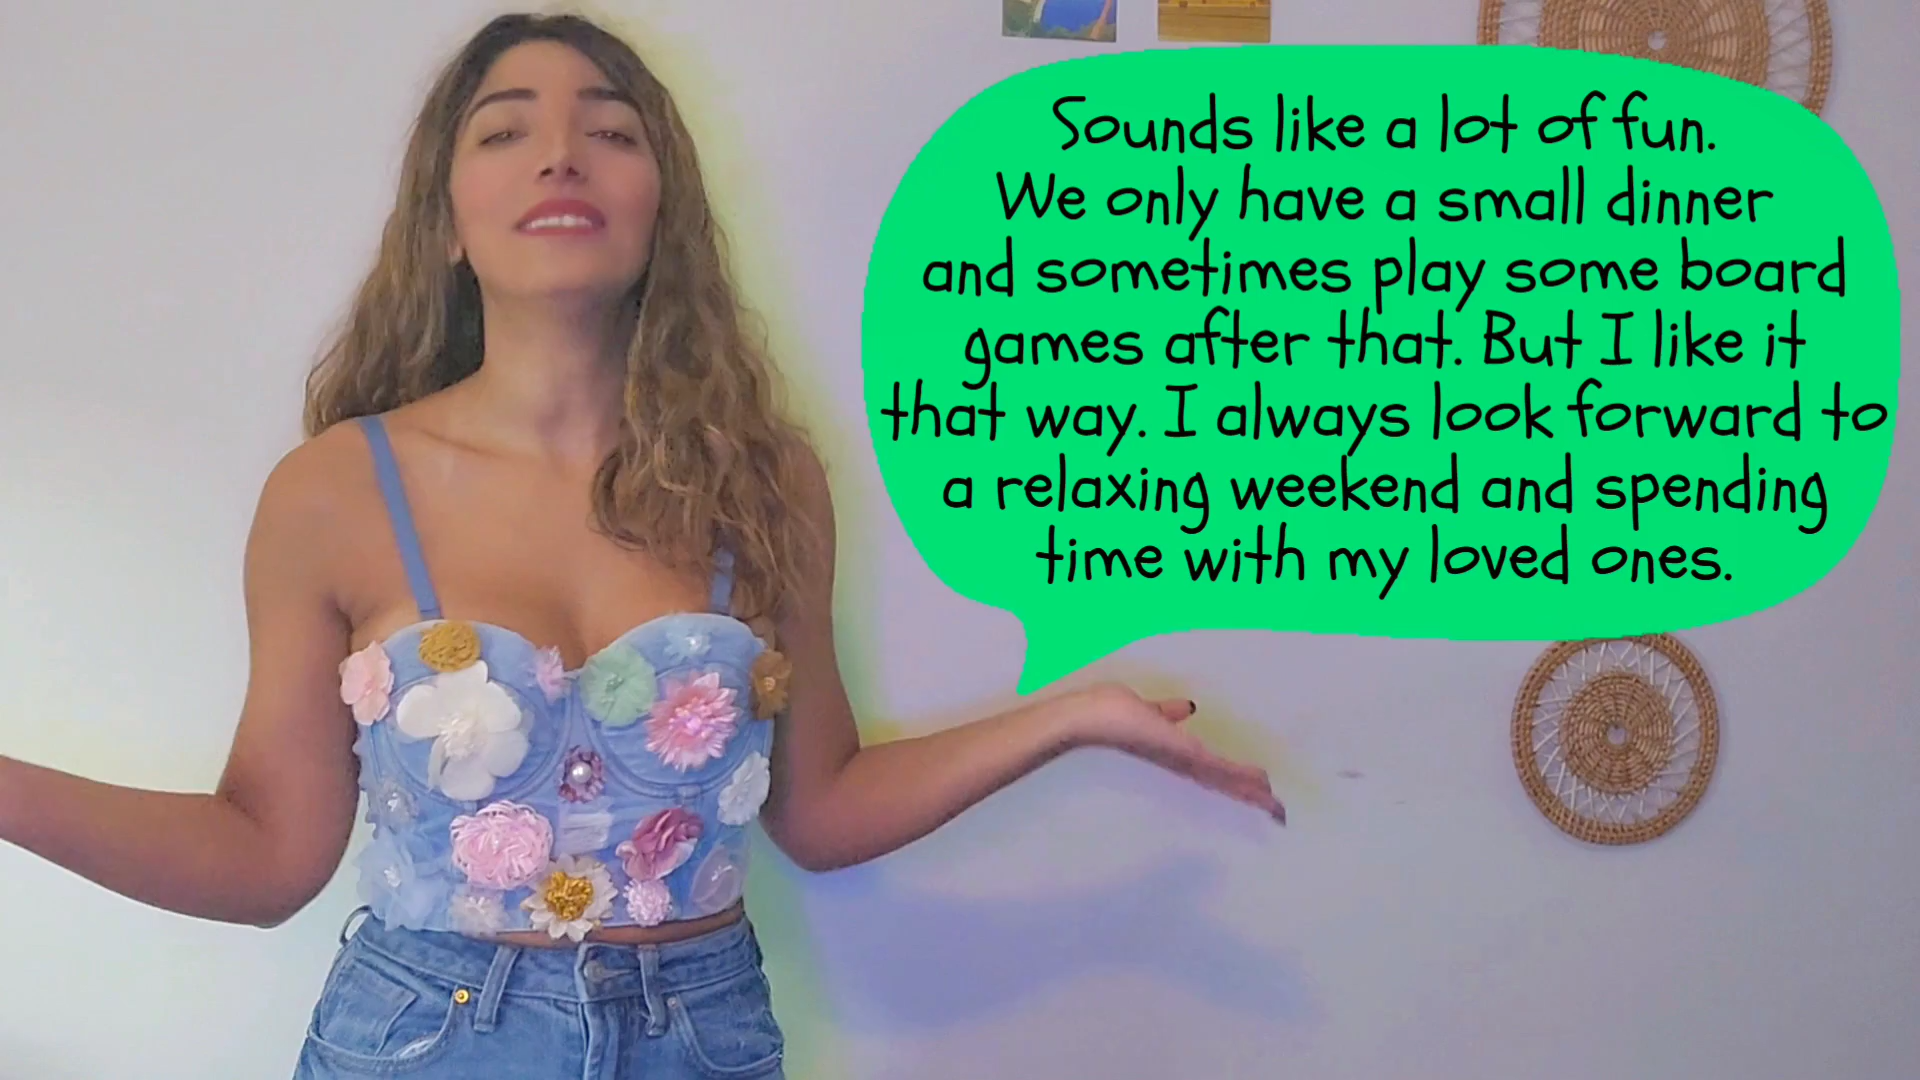 Sounds like a lot of fun.
We only have a small dinner
and sometimes play some board
games after that. But I like it
that way. I always look forward to
a relaxing weekend and spending
time with my loved ones.